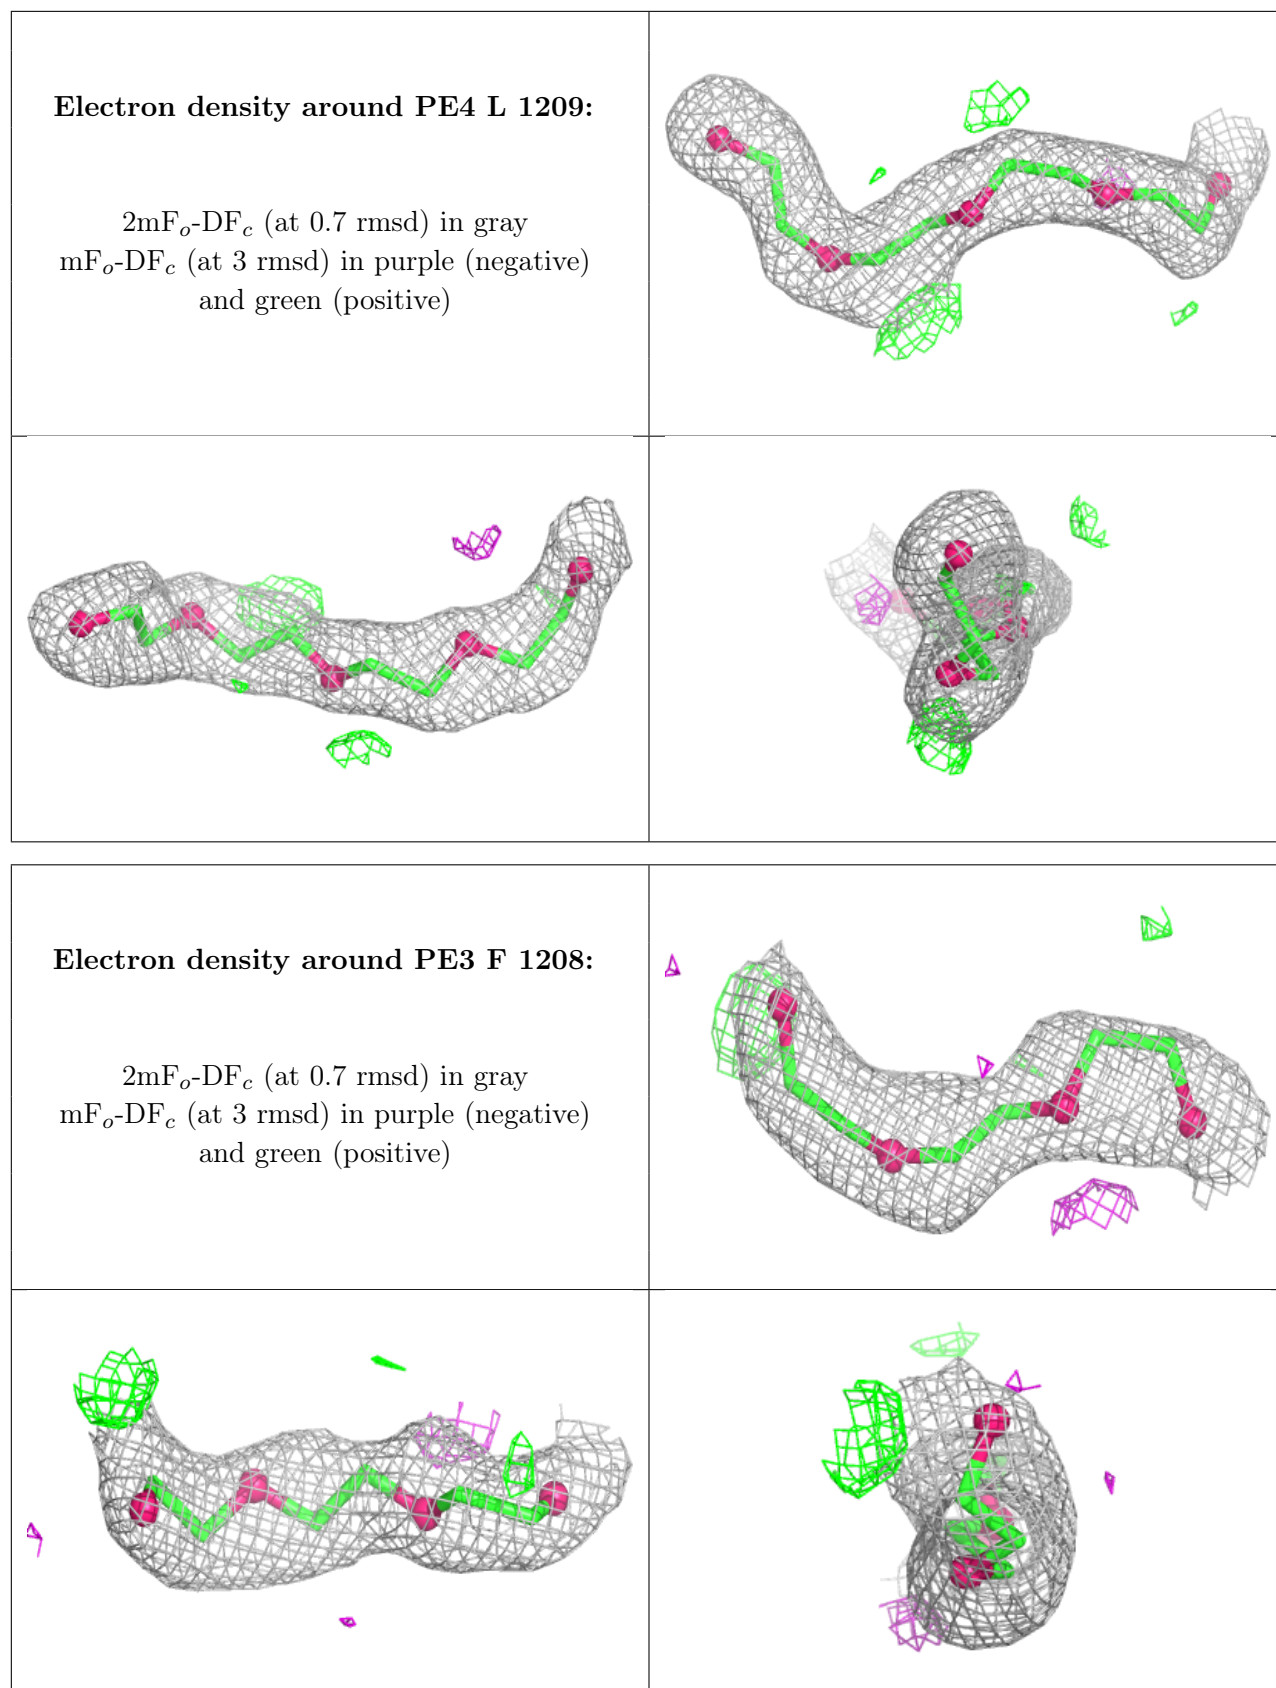 Electron density around PE4 L 1209:
2mFo-DFc (at 0.7 rmsd) in gray
mFo-DFc (at 3 rmsd) in purple (negative)
and green (positive)
Electron density around PE3 F 1208:
2mFo-DFc (at 0.7 rmsd) in gray
mFo-DFc (at 3 rmsd) in purple (negative)
and green (positive)